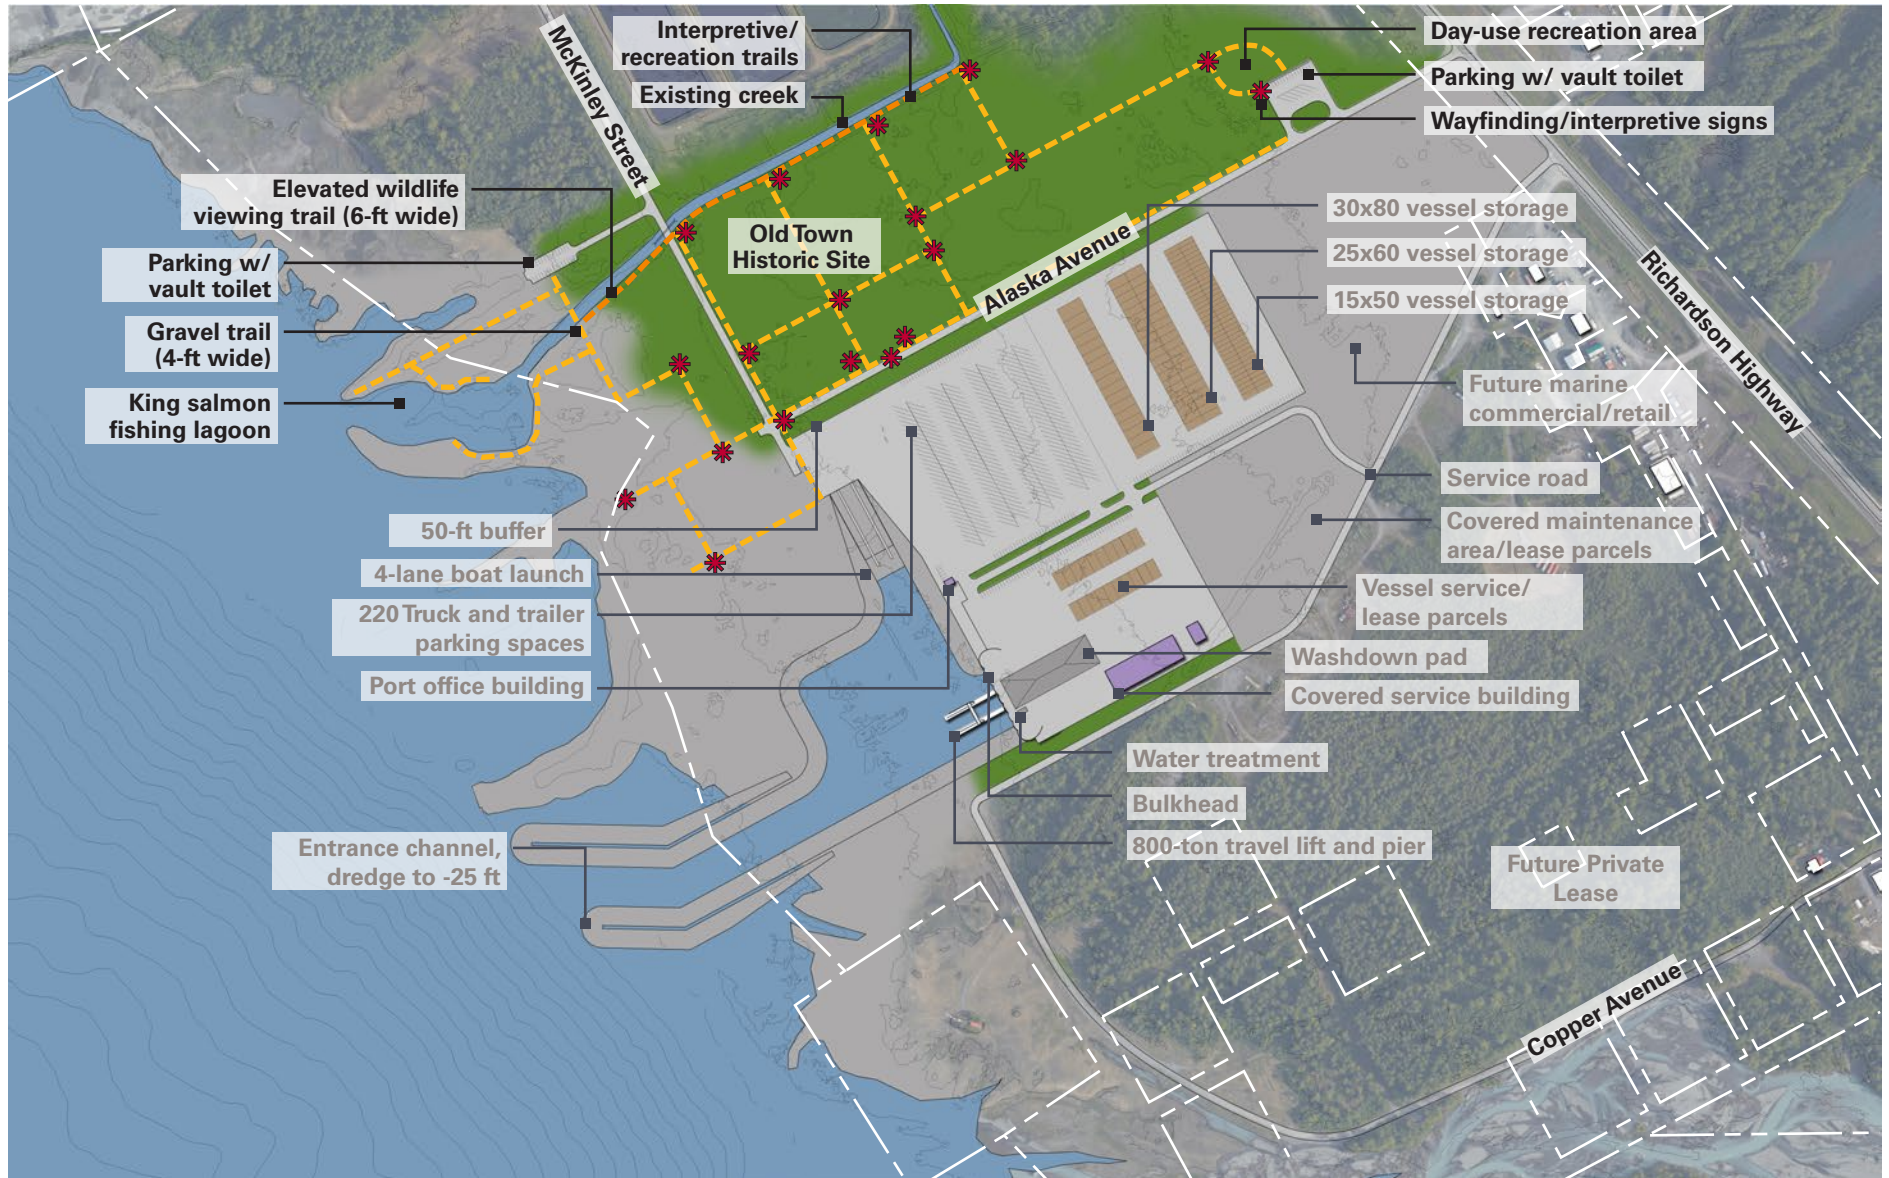 Interpretive/
recreation trails
Existing creek
McKinley Street
Day-use recreation area
Parking w/ vault toilet
Wayfinding/interpretive signs
Elevated wildlife
viewing trail (6-ft wide)
Parking w/
vault toilet
Gravel trail
(4-ft wide)
King salmon
fishing lagoon
Old Town
Historic Site
Alaska Avenue
30x80 vessel storage
25x60 vessel storage
15x50 vessel storage
Richardson Highway
Future marine
commercial/retail
Service road
Covered maintenance
area/lease parcels
Vessel service/
lease parcels
Washdown pad
Covered service building
50-ft buffer
4-lane boat launch
220 Truck and trailer
parking spaces
Port office building
Water treatment
Bulkhead
800-ton travel lift and pier
Entrance channel,
dredge to -25 ft
Future Private
Lease
Copper Avenue